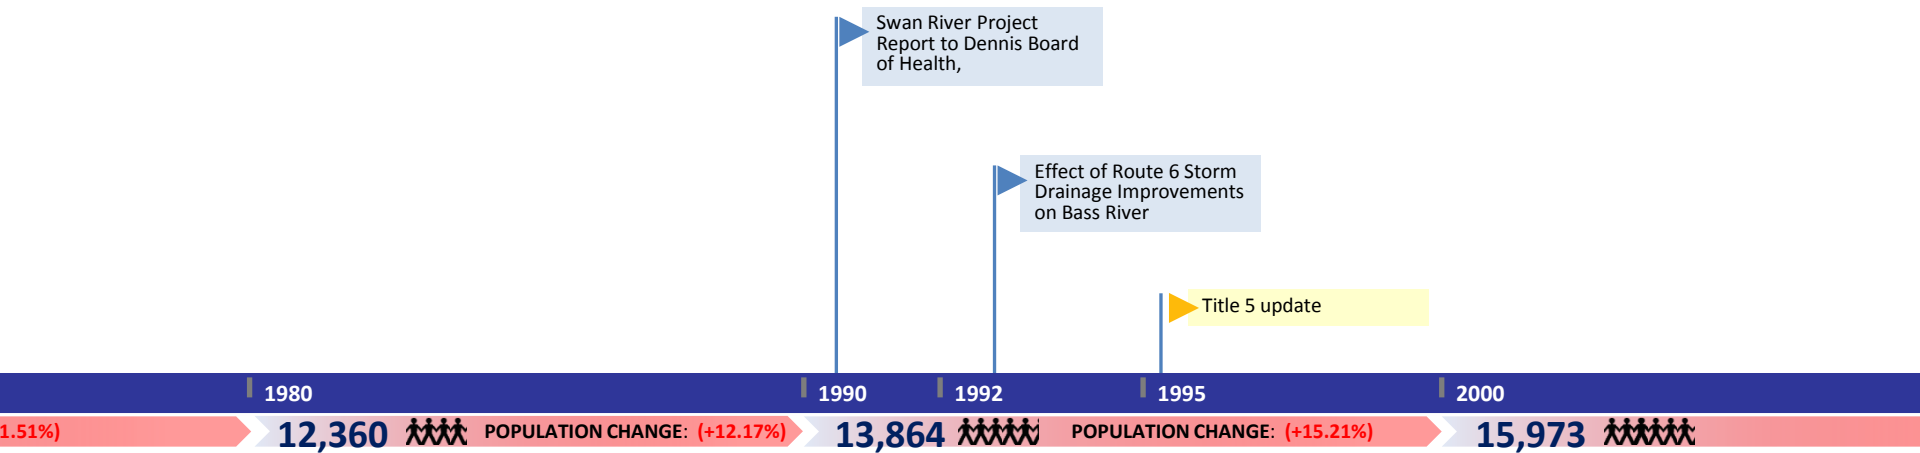 Swan River Project
Report to Dennis Board
of Health,
Effect of Route 6 Storm
Drainage Improvements
on Bass River
Title 5 update
1980
1990
1992
1995
2000
1.51%)
12,360
POPULATION CHANGE: (+12.17%)
13,864
POPULATION CHANGE: (+15.21%)
15,973